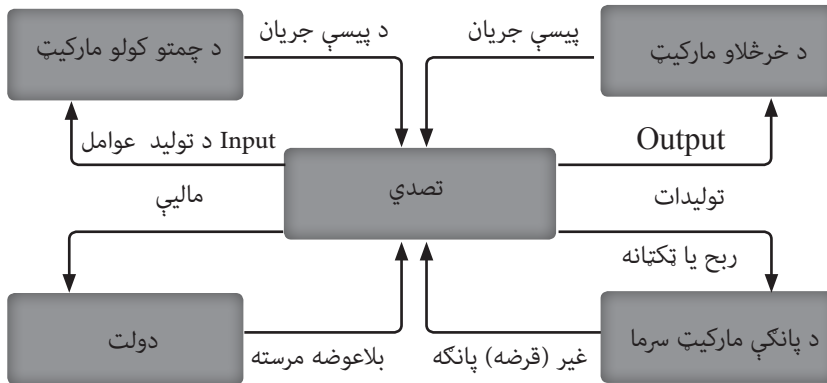 د خرڅلاو مارکیټ
پیسې جریان
د پیسې جریان
د چمتو کولو مارکیټ
Output
Input د تولید عوامل
تصدي
تولیدات
مالیې
ربح یا ټکټانه
د پانګې مارکیټ سرما
غیر (قرضه) پانګه
بلاعوضه مرسته
دولت